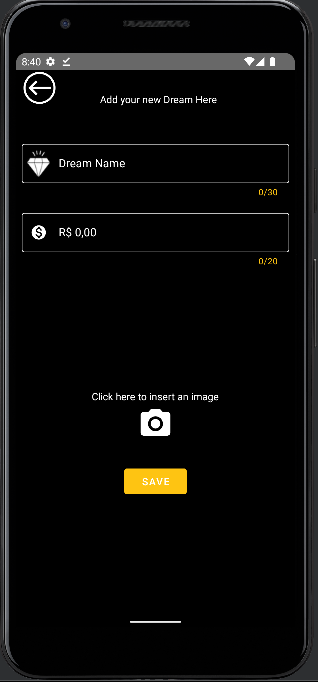 8:40
Add your new Dream Here
Dream Name
0/30
R$ 0,00
0/20
Click here to insert an image
SAVE